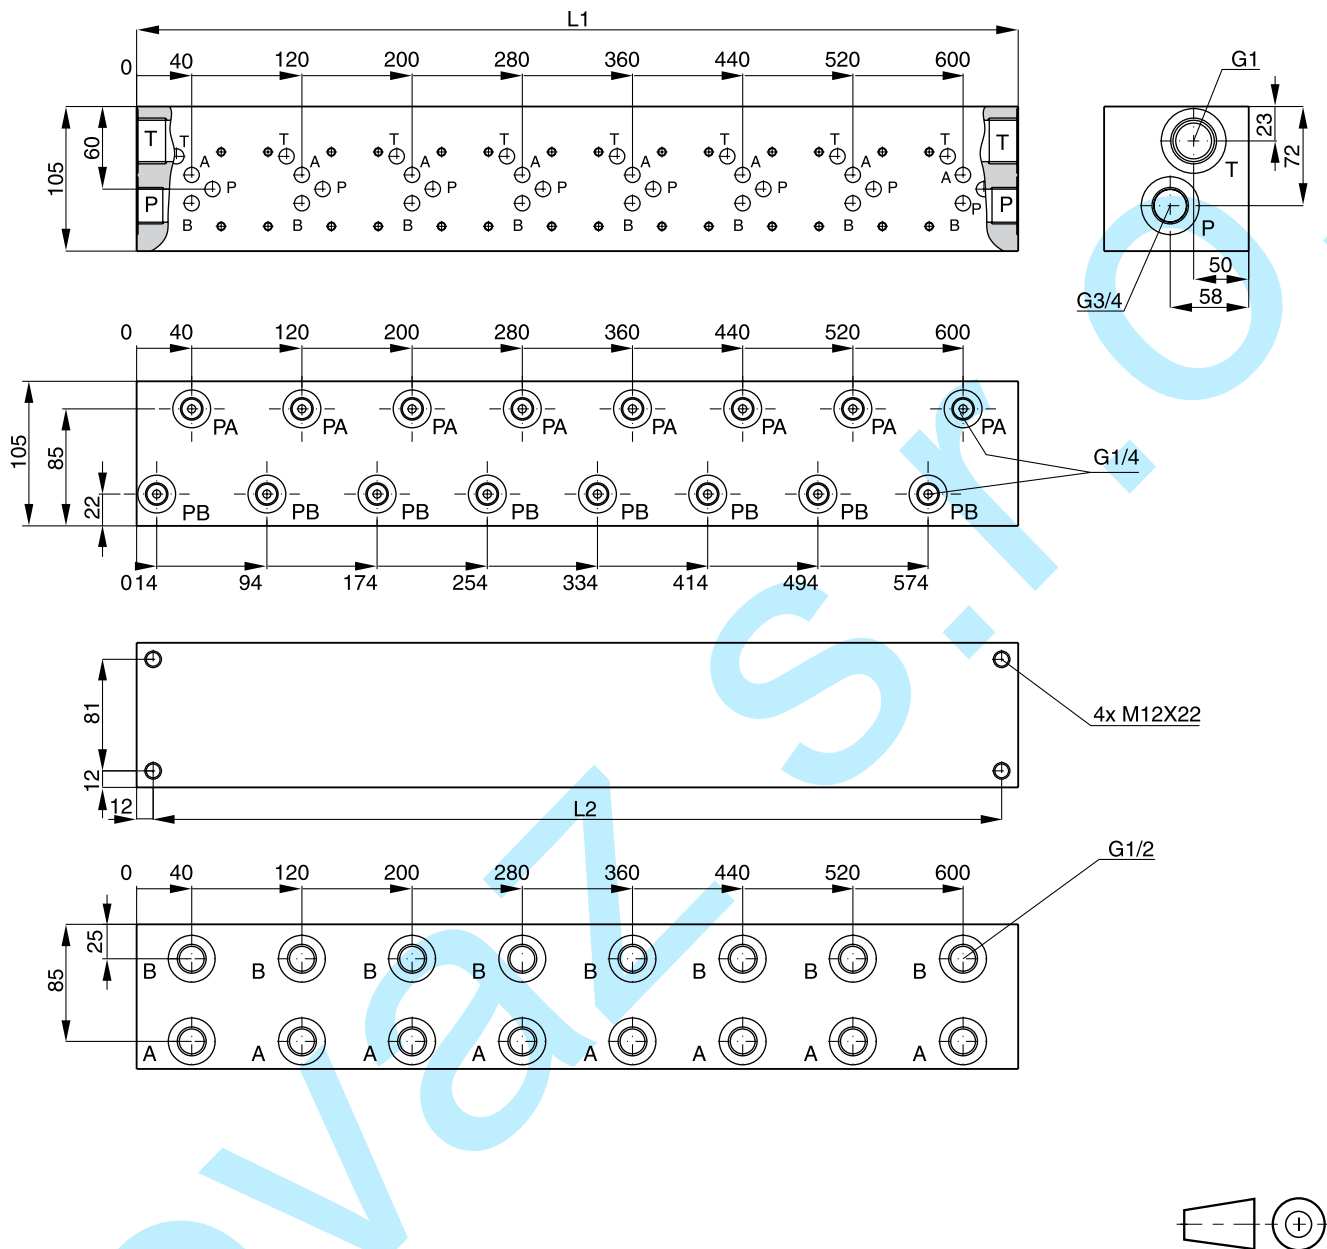 L1
0 40 120 200 280 360 440 520 600
G1
105 60
T T T T T T T T T T
A A A A A A A A
P P P P P P P P P P
B B B B B B B B
23 72
T
P
50
58
G3/4
0 40 120 200 280 360 440 520 600
105 85 22
PA PA PA PA PA PA PA PA
G1/4
PB PB PB PB PB PB PB PB
014 94 174 254 334 414 494 574
81
12
12
L2
4x M12X22
0 40 120 200 280 360 440 520 600
G1/2
85 25
B B B B B B B B
A A A A A A A A
vaz s.r.o